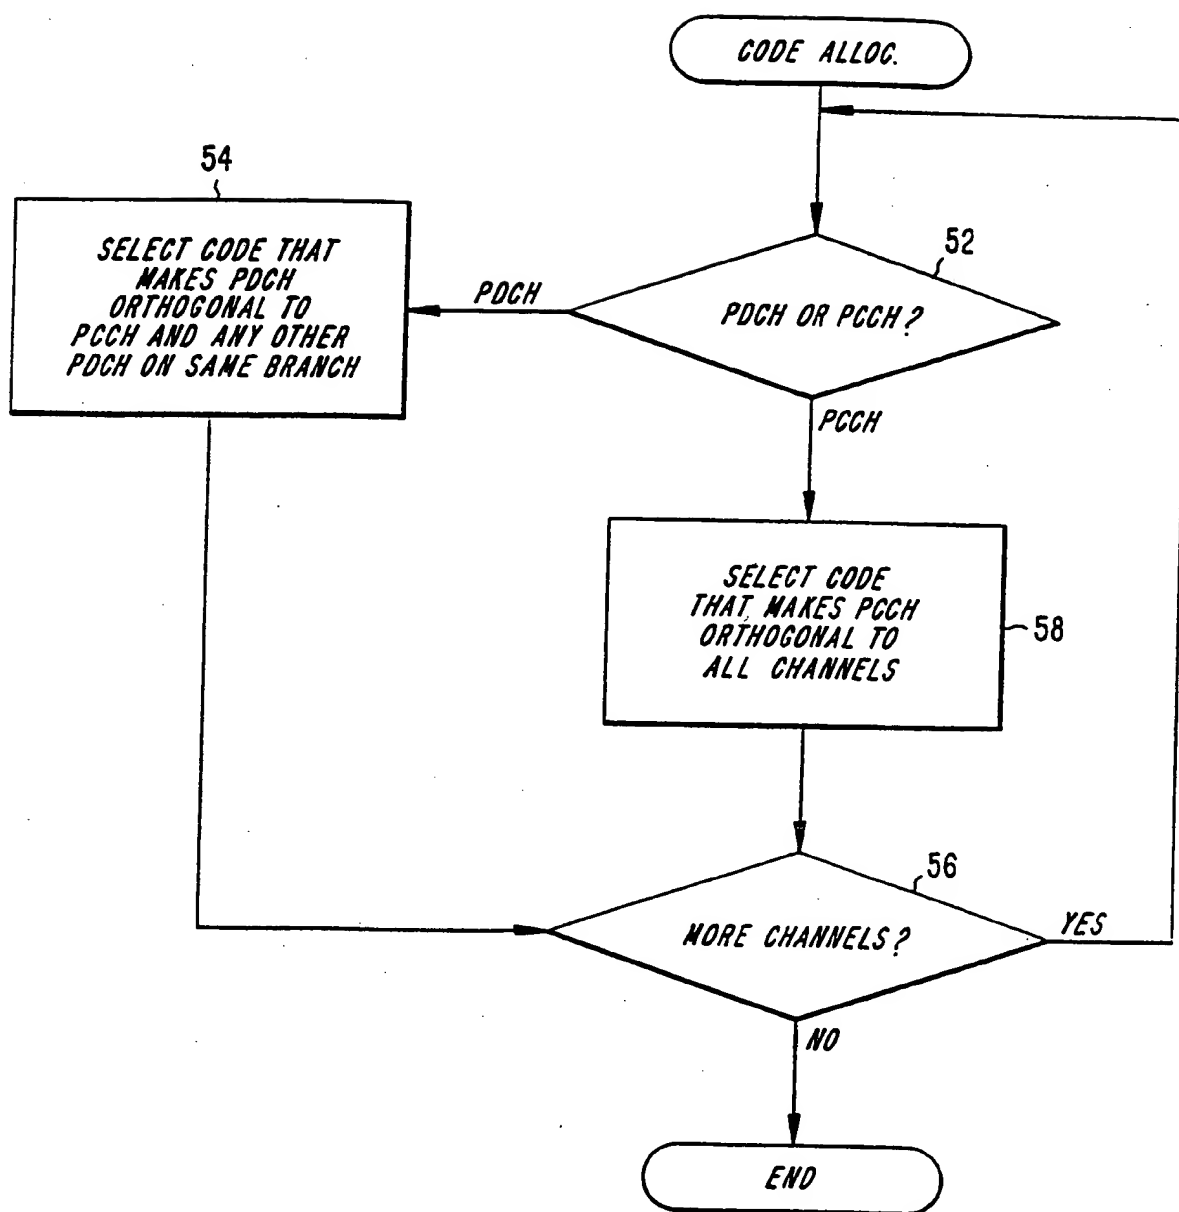 CODE ALLOC.
54
SELECT CODE THAT
MAKES PDCH
ORTHOGONAL TO
PCCH AND ANY OTHER
PDCH ON SAME BRANCH
PDCH
52
PDCH OR PCCH?
PCCH
SELECT CODE
THAT MAKES PCCH
ORTHOGONAL TO
ALL CHANNELS
58
56
MORE CHANNELS?
YES
NO
END